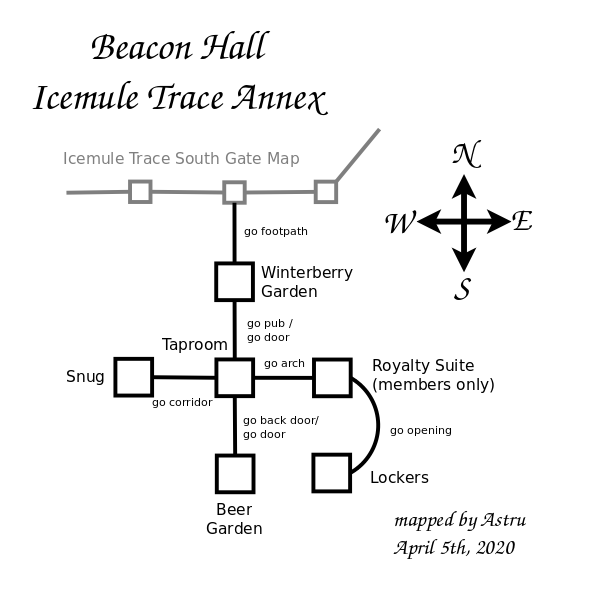 Beacon Hall
Icemule Trace Annex
Icemule Trace South Gate Map
N
W
E
S
go footpath
Winterberry
Garden
go pub /
go door
Taproom
go arch
Royalty Suite
(members only)
Snug
go corridor
go back door/
go door
go opening
Lockers
Beer
Garden
mapped by Astru
April 5th, 2020